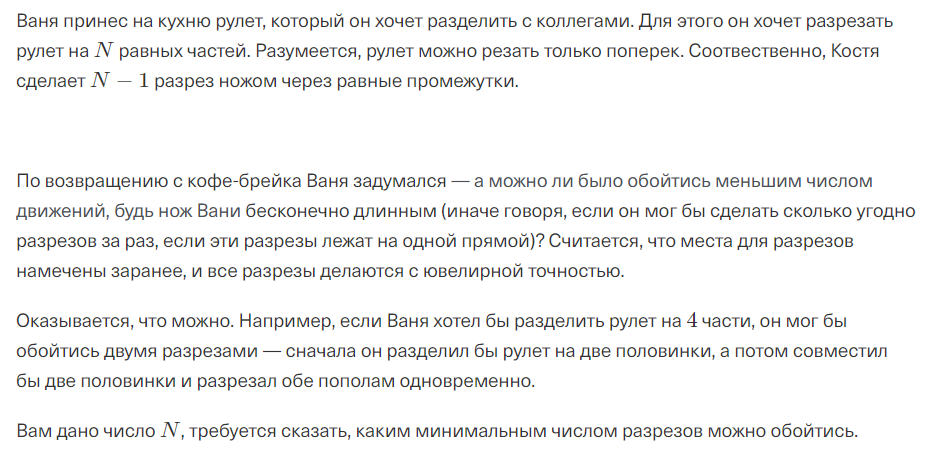 Ваня принес на кухню рулет, который он хочет разделить с коллегами. Для этого он хочет разрезать
рулет на N равных частей. Разумеется, рулет можно резать только поперек. Соотвественно, Костя
сделает N − 1 разрез ножом через равные промежутки.
По возвращению с кофе-брейка Ваня задумался — а можно ли было обойтись меньшим числом
движений, будь нож Вани бесконечно длинным (иначе говоря, если он мог бы сделать сколько угодно
разрезов за раз, если эти разрезы лежат на одной прямой)? Считается, что места для разрезов
намечены заранее, и все разрезы делаются с ювелирной точностью.
Оказывается, что можно. Например, если Ваня хотел бы разделить рулет на 4 части, он мог бы
обойтись двумя разрезами — сначала он разделил бы рулет на две половинки, а потом совместил
бы две половинки и разрезал обе пополам одновременно.
Вам дано число N, требуется сказать, каким минимальным числом разрезов можно обойтись.